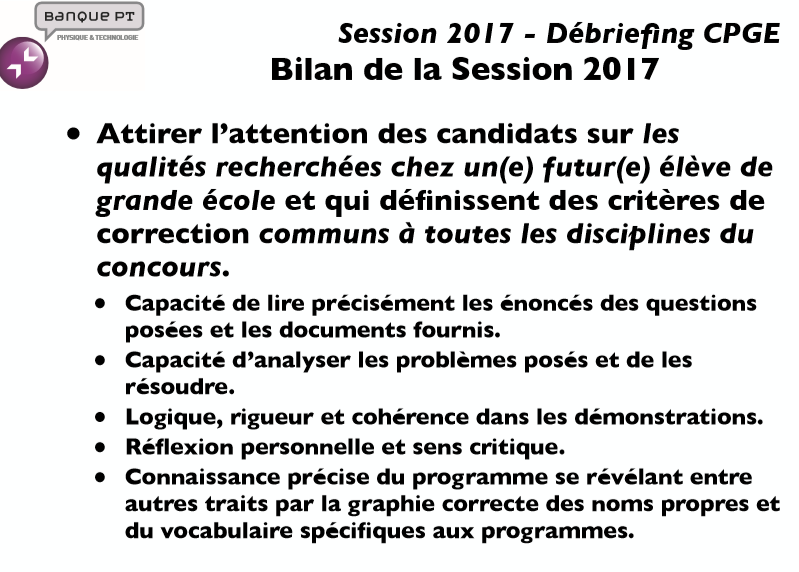 BANQUE PT
PHYSIQUE & TECHNOLOGIE
Session 2017 - Débriefing CPGE
Bilan de la Session 2017
• Attirer l’attention des candidats sur les
qualités recherchées chez un(e) futur(e) élève de
grande école et qui définissent des critères de
correction communs à toutes les disciplines du
concours.
• Capacité de lire précisément les énoncés des questions
posées et les documents fournis.
• Capacité d’analyser les problèmes posés et de les
résoudre.
• Logique, rigueur et cohérence dans les démonstrations.
• Réflexion personnelle et sens critique.
• Connaissance précise du programme se révélant entre
autres traits par la graphie correcte des noms propres et
du vocabulaire spécifiques aux programmes.